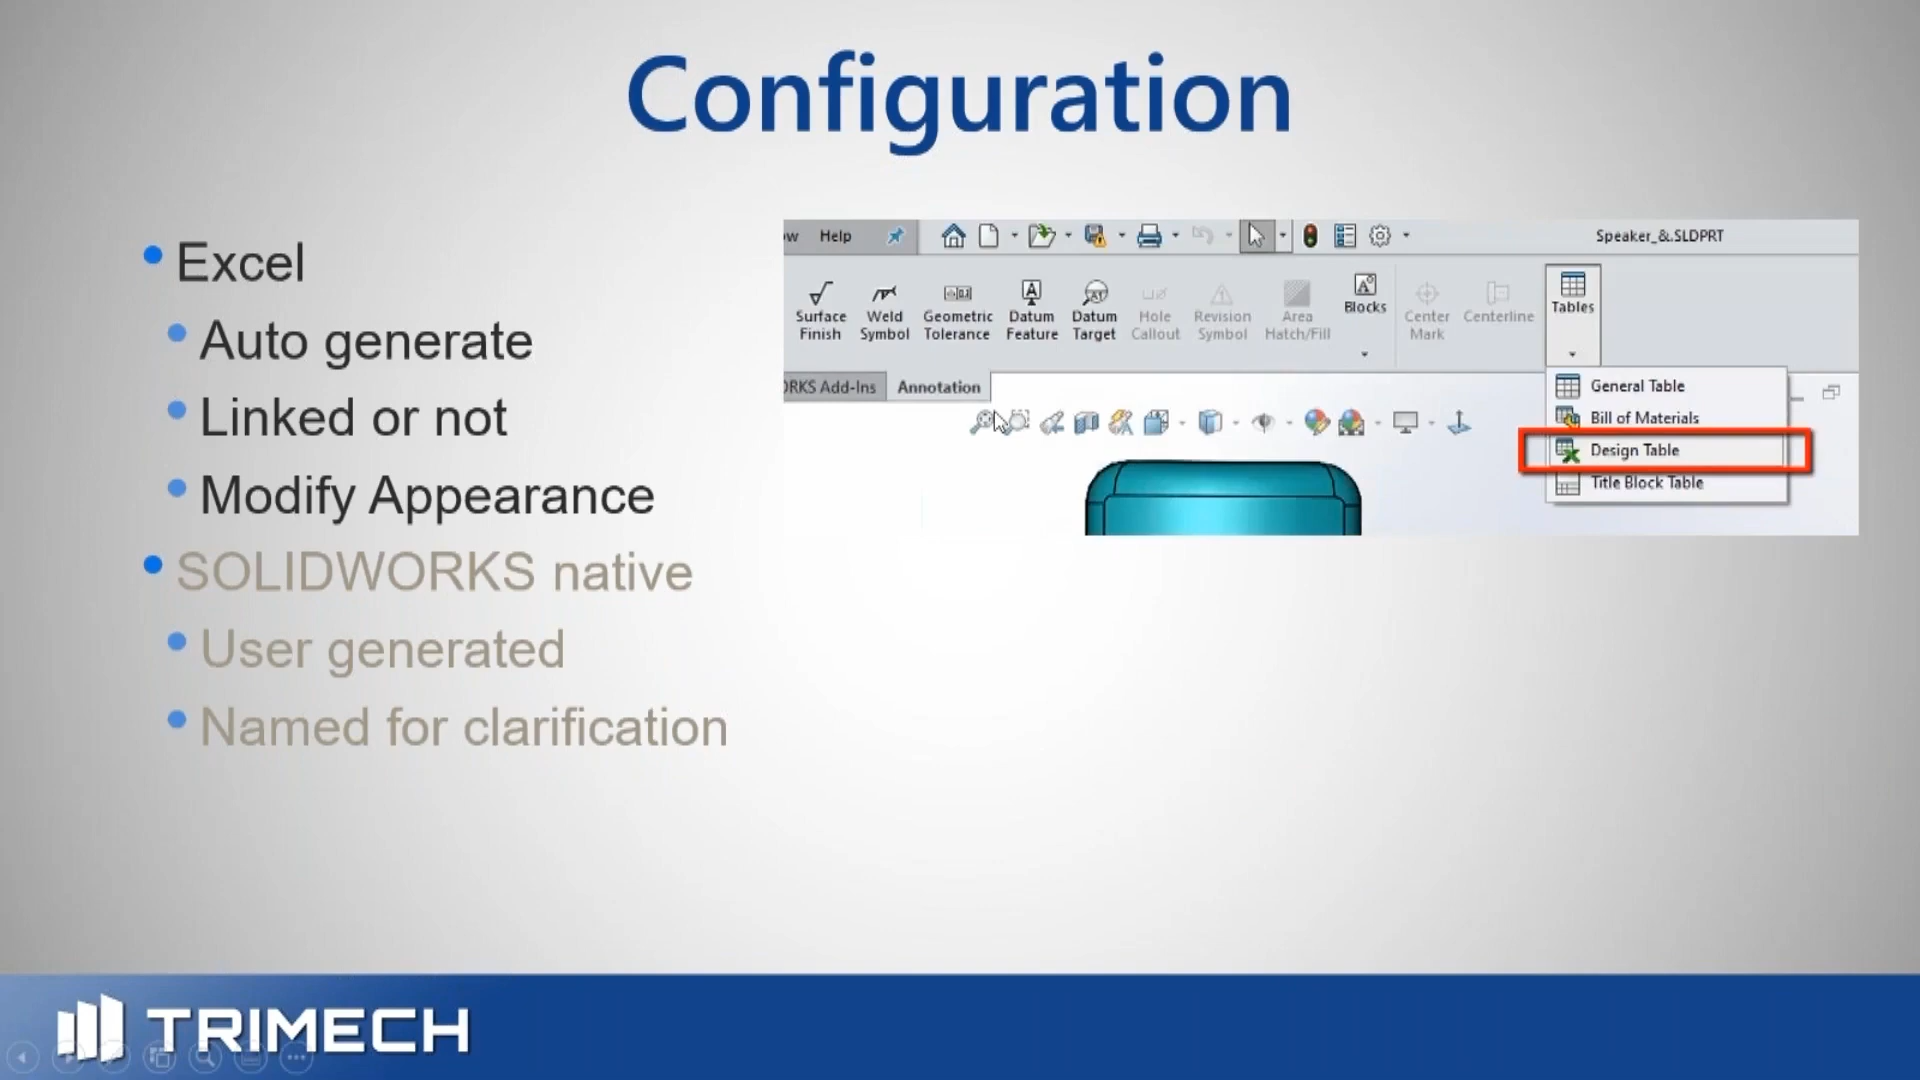 Configuration
Excel
Auto generate
Linked or not
Modify Appearance
SOLIDWORKS native
User generated
Named for clarification
Help
Speaker_&.SLDPRT
Surface Finish
Weld Symbol
Geometric Tolerance
Datum Feature
Datum Target
Hole Callout
Revision Symbol
Area Hatch/Fill
Blocks
Center Mark
Centerline
Tables
ORKS Add-Ins
Annotation
General Table
Bill of Materials
Design Table
Title Block Table
TRIMECH